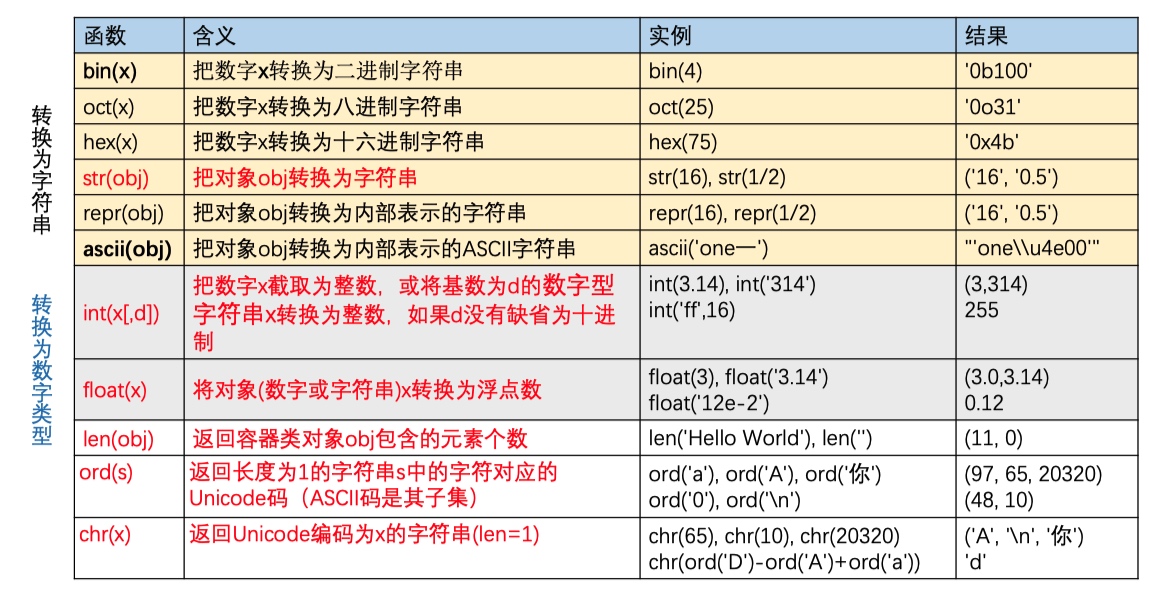 函数 含义 实例 结果
bin(x) 把数字x转换为二进制字符串 bin(4) '0b100'
oct(x) 把数字x转换为八进制字符串 oct(25) '0o31'
hex(x) 把数字x转换为十六进制字符串 hex(75) '0x4b'
str(obj) 把对象obj转换为字符串 str(16), str(1/2) ('16', '0.5')
repr(obj) 把对象obj转换为内部表示的字符串 repr(16), repr(1/2) ('16', '0.5')
ascii(obj) 把对象obj转换为内部表示的ASCII字符串 ascii('one一') "'one\\u4e00'"
转换为字符串
int(x[,d])
把数字x截取为整数，或将基数为d的数字型
字符串x转换为整数，如果d没有缺省为十进
制
int(3.14), int('314')
int('ff',16)
(3,314)
255
float(x)
将对象(数字或字符串)x转换为浮点数
float(3), float('3.14')
float('12e-2')
(3.0,3.14)
0.12
转换为数字类型
len(obj) 返回容器类对象obj包含的元素个数 len('Hello World'), len('') (11, 0)
ord(s)
返回长度为1的字符串s中的字符对应的
Unicode码（ASCII码是其子集）
ord('a'), ord('A'), ord('你')
ord('0'), ord('\n')
(97, 65, 20320)
(48, 10)
chr(x)
返回Unicode编码为x的字符串(len=1)
chr(65), chr(10), chr(20320)
chr(ord('D')-ord('A')+ord('a'))
('A', '\n', '你')
'd'